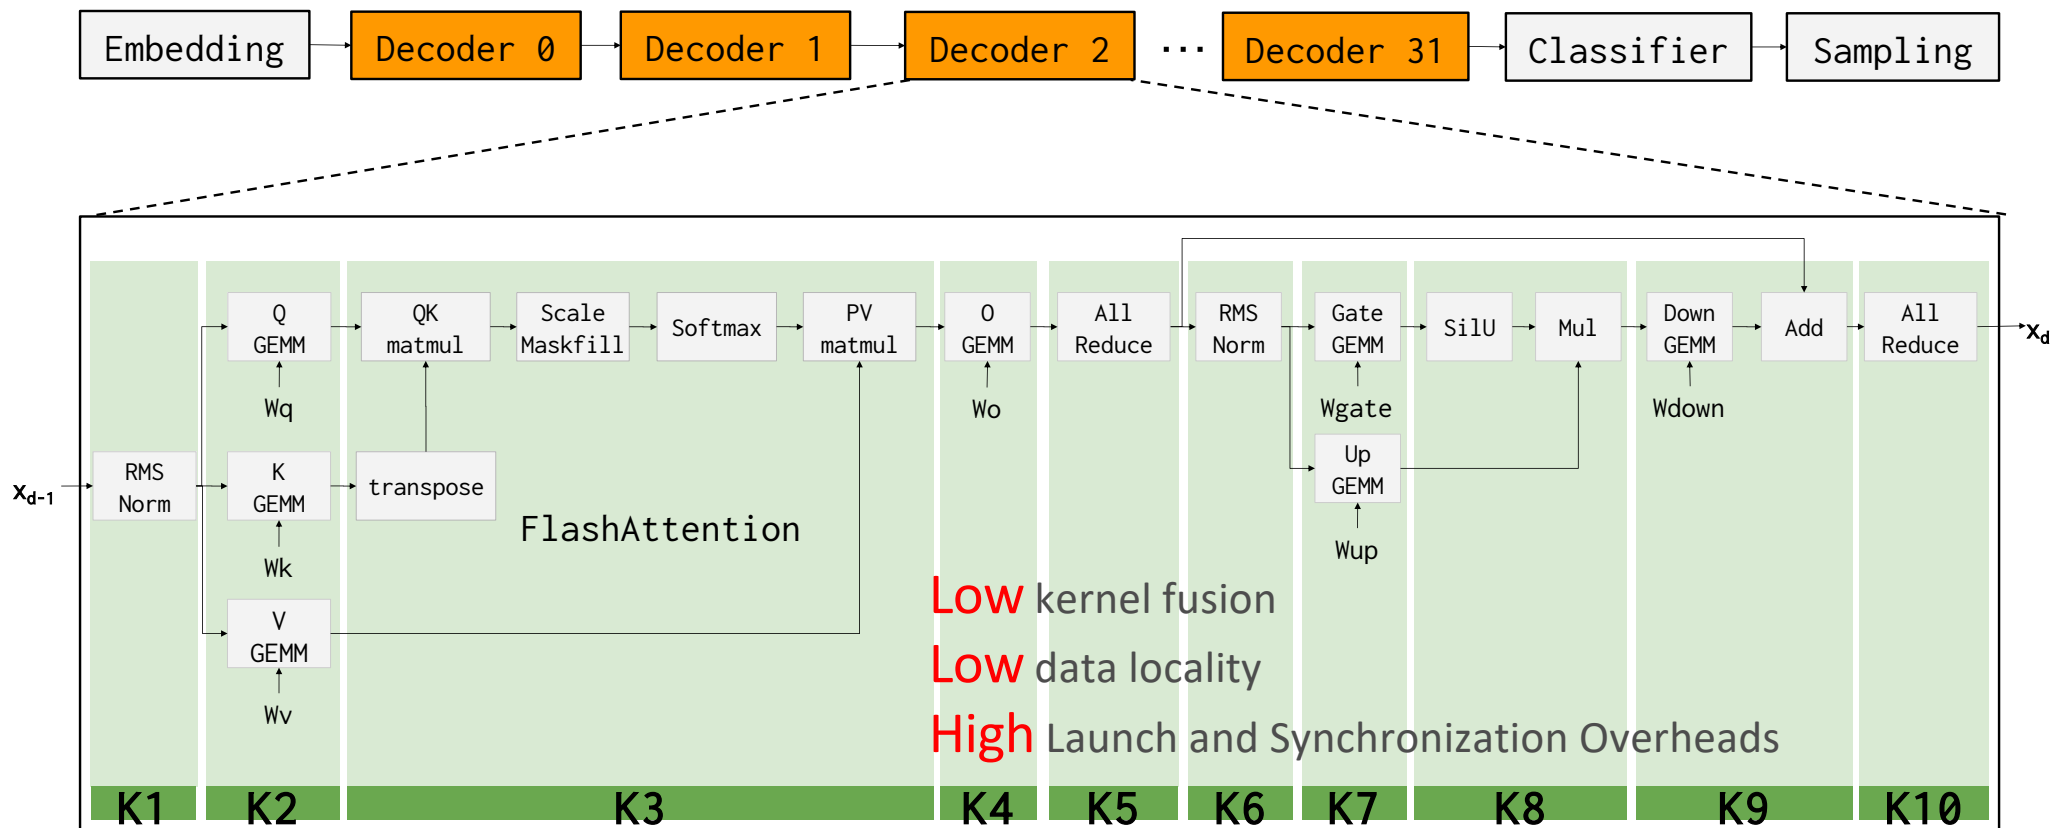 Embedding
Decoder 0
Decoder 1
Decoder 2
...
Decoder 31
Classifier
Sampling
xd-1
RMS
Norm
Q
GEMM
Wq
K
GEMM
Wk
V
GEMM
Wv
QK
matmul
Scale
Maskfill
Softmax
PV
matmul
transpose
FlashAttention
O
GEMM
Wo
All
Reduce
RMS
Norm
Gate
GEMM
Wgate
Up
GEMM
Wup
SilU
Mul
Down
GEMM
Wdown
Add
All
Reduce
xd
Low kernel fusion
Low data locality
High Launch and Synchronization Overheads
K1
K2
K3
K4
K5
K6
K7
K8
K9
K10